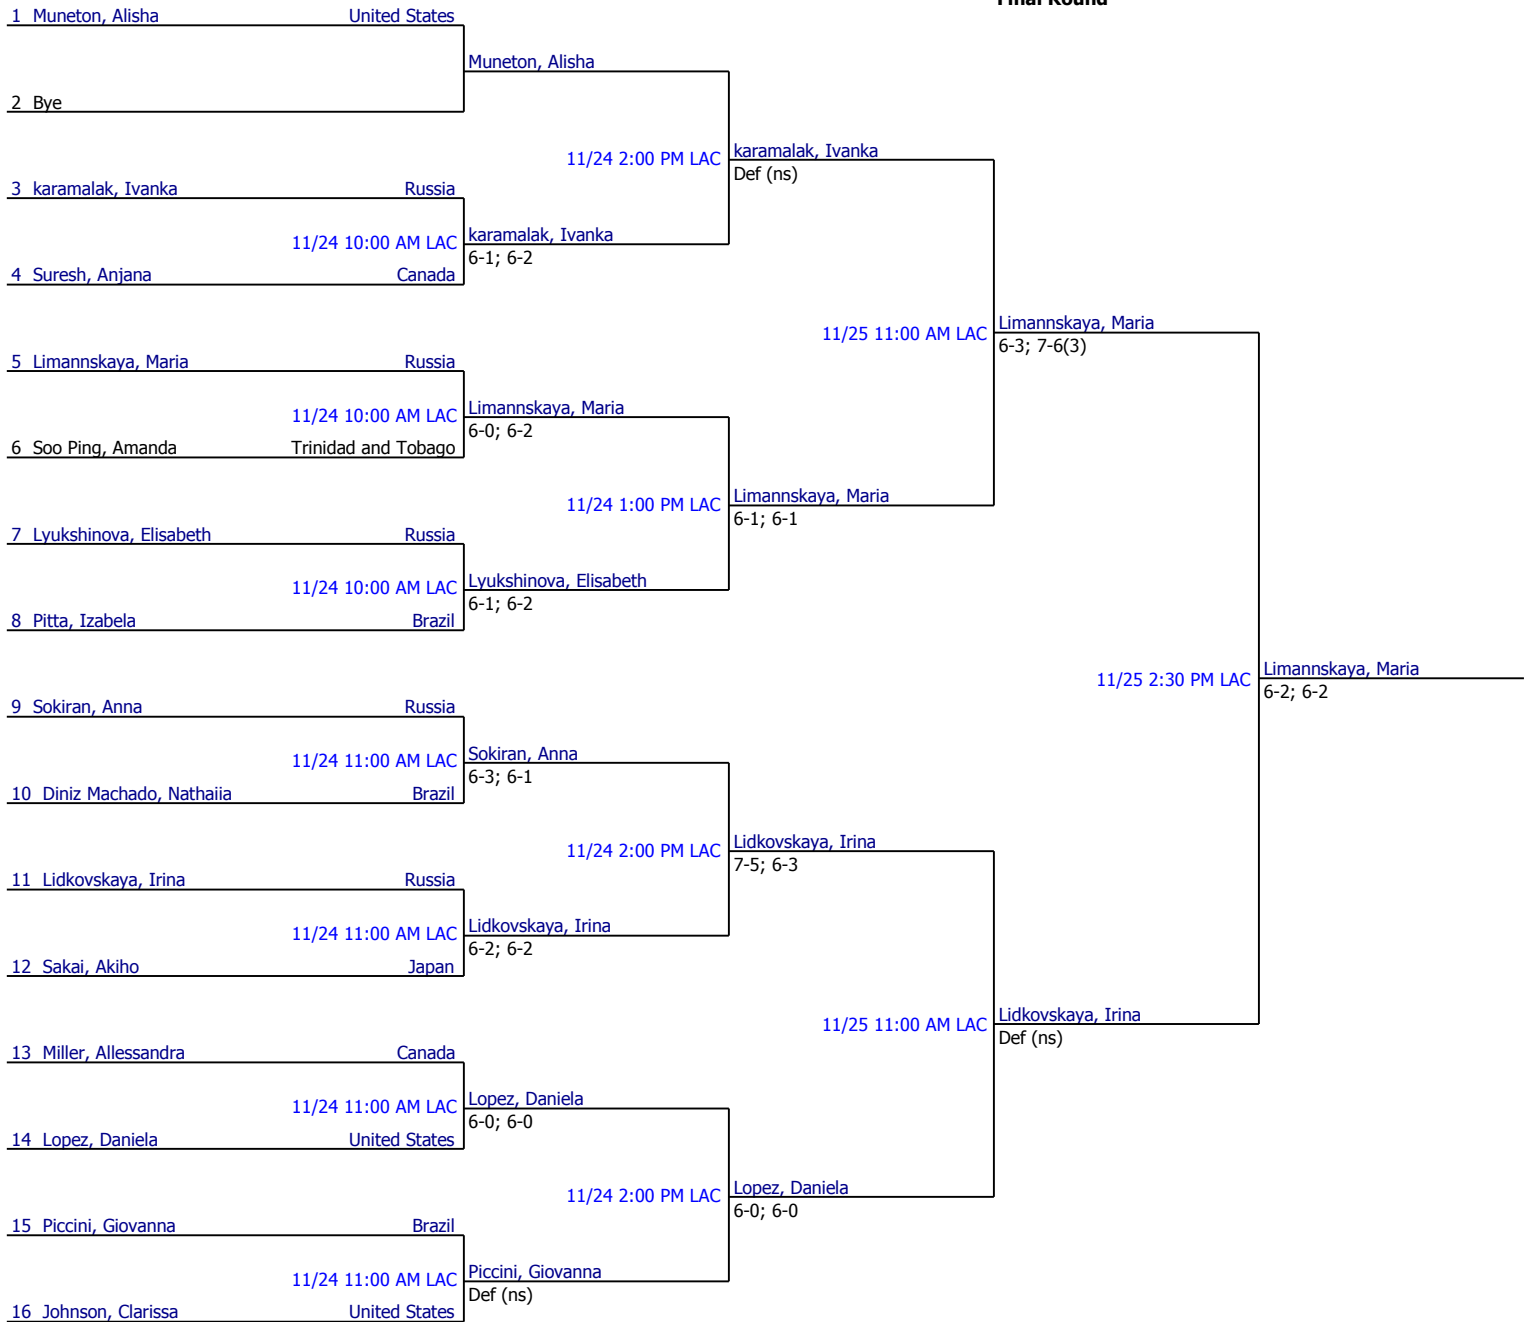 Final Round
1 Muneton, Alisha United States
Muneton, Alisha
2 Bye
11/24 2:00 PM LAC karamalak, Ivanka
Def (ns)
3 karamalak, Ivanka Russia
11/24 10:00 AM LAC karamalak, Ivanka
6-1; 6-2
4 Suresh, Anjana Canada
11/25 11:00 AM LAC Limannskaya, Maria
6-3; 7-6(3)
5 Limannskaya, Maria Russia
11/24 10:00 AM LAC Limannskaya, Maria
6-0; 6-2
6 Soo Ping, Amanda Trinidad and Tobago
11/24 1:00 PM LAC Limannskaya, Maria
6-1; 6-1
7 Lyukshinova, Elisabeth Russia
11/24 10:00 AM LAC Lyukshinova, Elisabeth
6-1; 6-2
8 Pitta, Izabela Brazil
11/25 2:30 PM LAC Limannskaya, Maria
6-2; 6-2
9 Sokiran, Anna Russia
11/24 11:00 AM LAC Sokiran, Anna
6-3; 6-1
10 Diniz Machado, Nathaiia Brazil
11/24 2:00 PM LAC Lidkovskaya, Irina
7-5; 6-3
11 Lidkovskaya, Irina Russia
11/24 11:00 AM LAC Lidkovskaya, Irina
6-2; 6-2
12 Sakai, Akiho Japan
11/25 11:00 AM LAC Lidkovskaya, Irina
Def (ns)
13 Miller, Allessandra Canada
11/24 11:00 AM LAC Lopez, Daniela
6-0; 6-0
14 Lopez, Daniela United States
11/24 2:00 PM LAC Lopez, Daniela
6-0; 6-0
15 Piccini, Giovanna Brazil
11/24 11:00 AM LAC Piccini, Giovanna
Def (ns)
16 Johnson, Clarissa United States